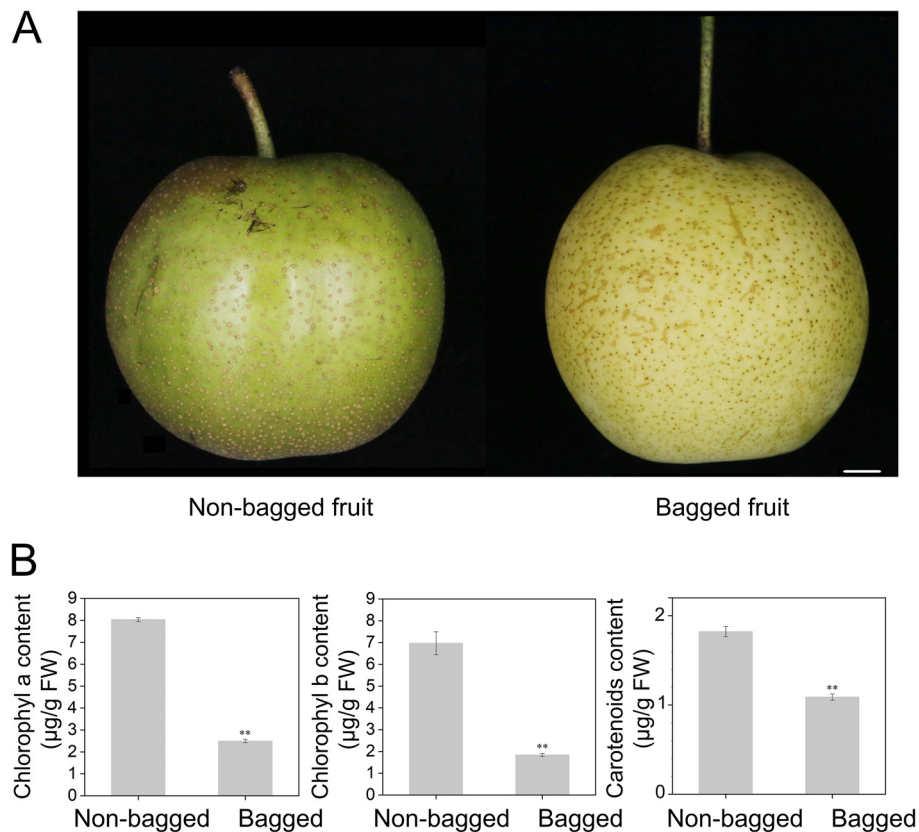 A
Non-bagged fruit
Bagged fruit
B
Chlorophyll a content
(μg/g FW)
9
8
7
6
5
4
3
2
1
0
**
Non-bagged
Bagged
Chlorophyll b content
(μg/g FW)
9
8
7
6
5
4
3
2
1
0
**
Non-bagged
Bagged
Carotenoids content
(μg/g FW)
2
1
0
**
Non-bagged
Bagged